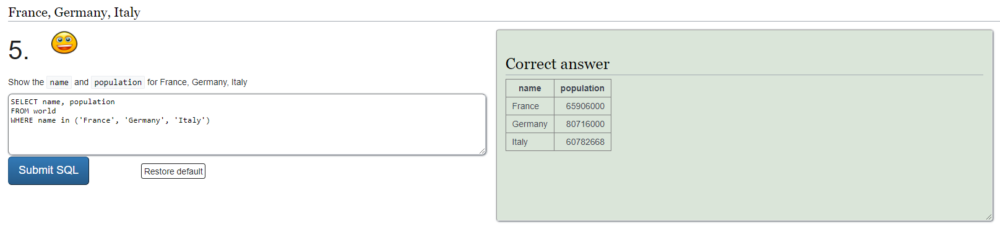 France, Germany, Italy
5.
Show the name and population for France, Germany, Italy
SELECT name, population
FROM world
WHERE name in ('France', 'Germany', 'Italy')
Submit SQL
Restore default
Correct answer
name population
France 65906000
Germany 80716000
Italy 60782668